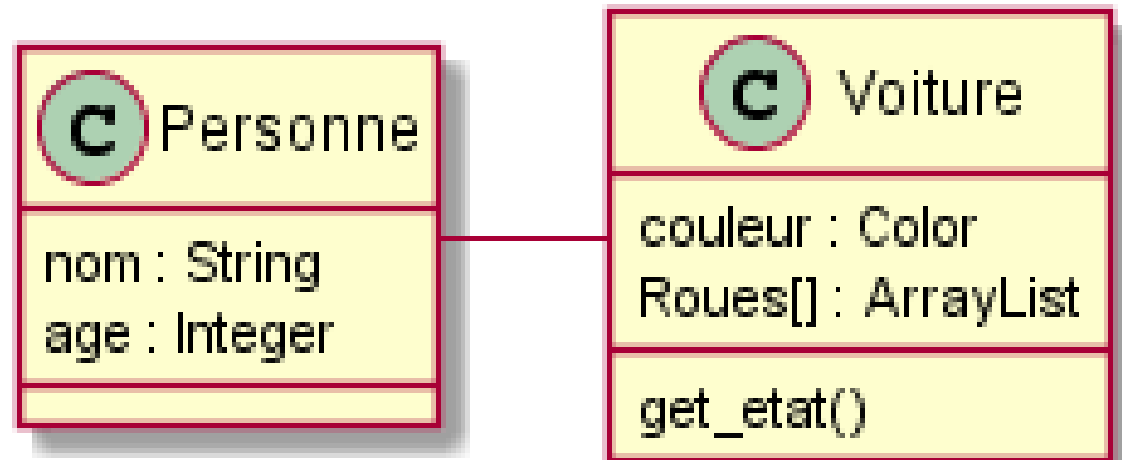 C Personne
nom : String
age : Integer
C Voiture
couleur : Color
Roues[] : ArrayList
get_etat()